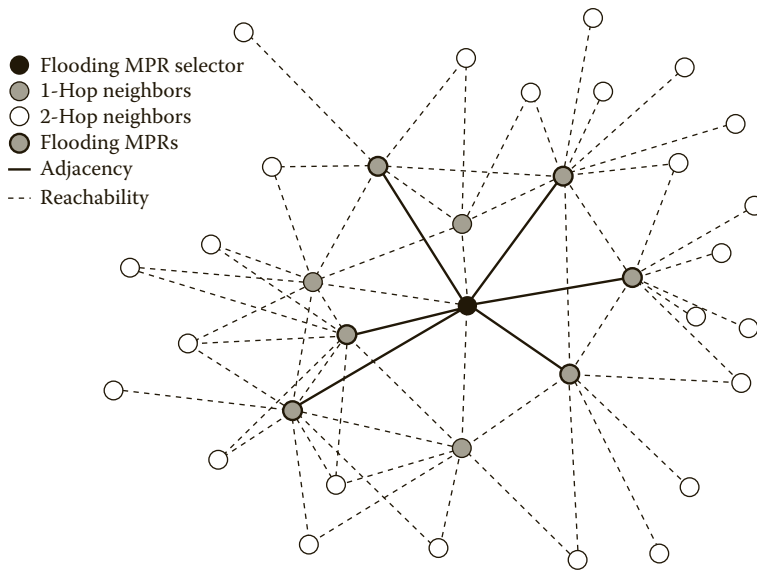 Flooding MPR selector
1-Hop neighbors
2-Hop neighbors
Flooding MPRs
Adjacency
Reachability